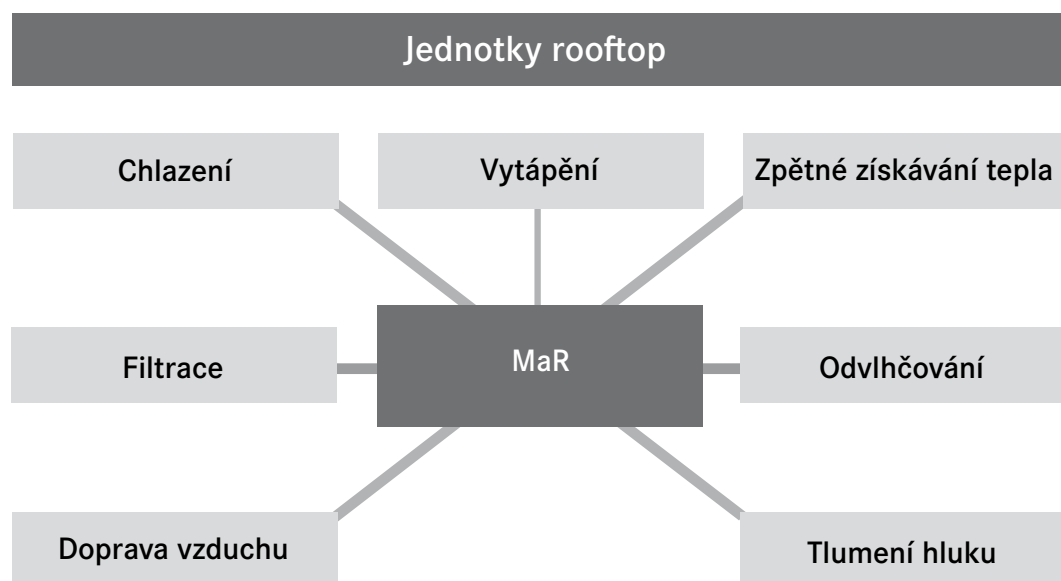 Jednotky rooftop
Chlazení
Vytápění
Zpětné získávání tepla
Filtrace
MaR
Odvlhčování
Doprava vzduchu
Tlumení hluku